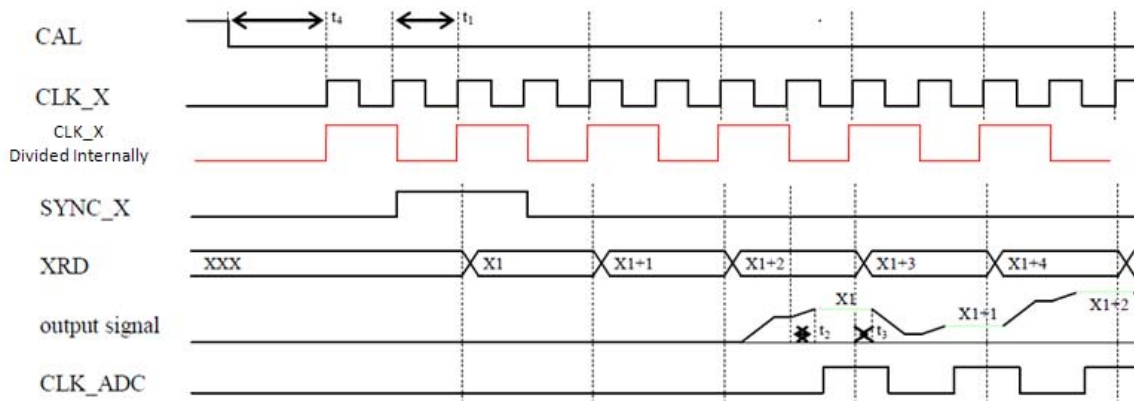 CAL
t4
t1
CLK_X
CLK_X
Divided Internally
SYNC_X
XRD
XXX
X1
X1+1
X1+2
X1+3
X1+4
output signal
t2
X1
t3
X1+1
X1+2
CLK_ADC